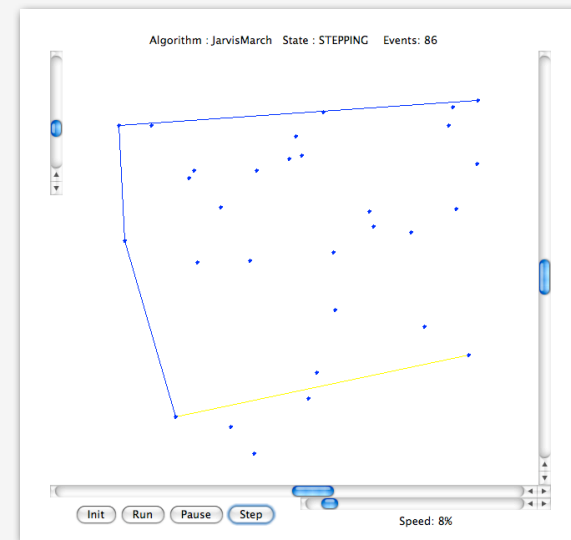 Algorithm : JarvisMarch State : STEPPING Events: 86
Init Run Pause Step
Speed: 8%